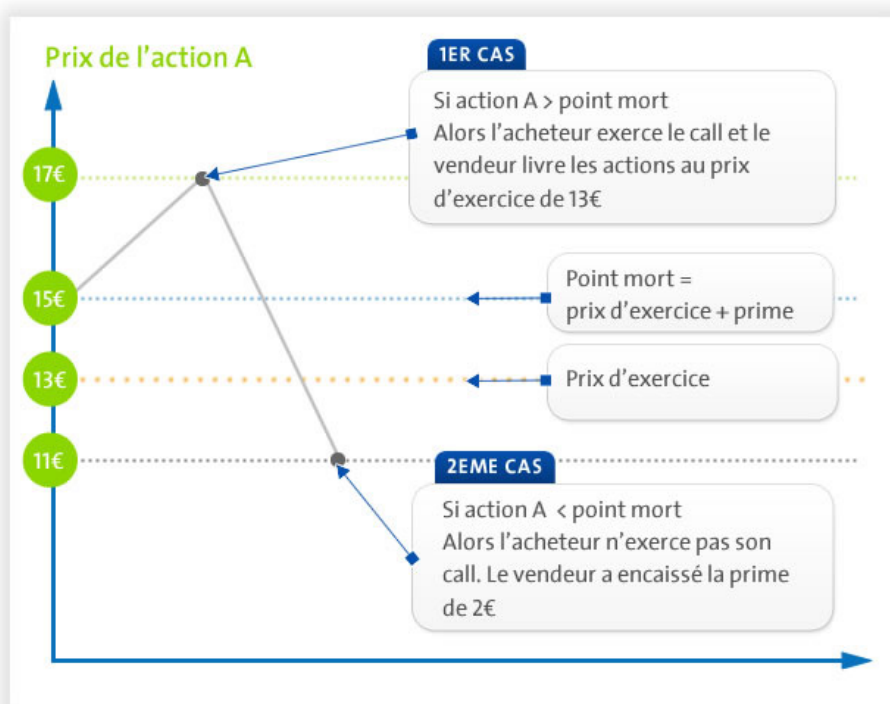 Prix de l'action A
1ER CAS
Si action A > point mort
Alors l'acheteur exerce le call et le
vendeur livre les actions au prix
d'exercice de 13€
17€
Point mort =
prix d'exercice + prime
15€
Prix d'exercice
13€
11€
2EME CAS
Si action A < point mort
Alors l'acheteur n'exerce pas son
call. Le vendeur a encaissé la prime
de 2€